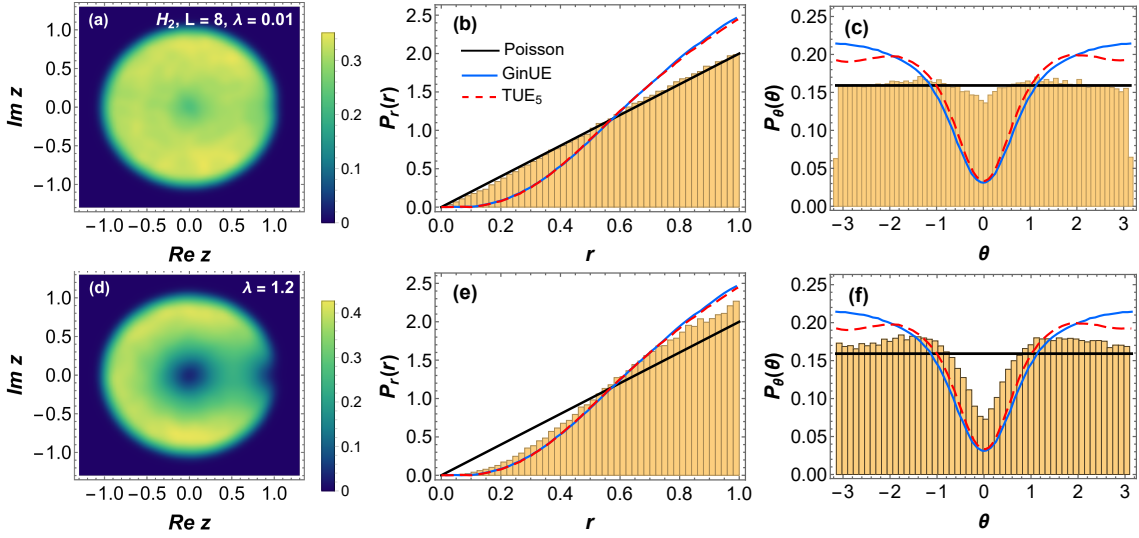 (a)
H2, L = 8, λ = 0.01
Im z
1.0
0.5
0.0
−0.5
−1.0
−1.0 −0.5 0.0 0.5 1.0
Re z
0.3
0.2
0.1
0
(b)
Poisson
GinUE
TUE5
Pr(r)
2.5
2.0
1.5
1.0
0.5
0.0
0.0 0.2 0.4 0.6 0.8 1.0
r
(c)
Pθ(θ)
0.20
0.15
0.10
0.05
0.00
−3 −2 −1 0 1 2 3
θ
(d)
λ = 1.2
Im z
1.0
0.5
0.0
−0.5
−1.0
−1.0 −0.5 0.0 0.5 1.0
Re z
0.4
0.3
0.2
0.1
0
(e)
Pr(r)
2.5
2.0
1.5
1.0
0.5
0.0
0.0 0.2 0.4 0.6 0.8 1.0
r
(f)
Pθ(θ)
0.20
0.15
0.10
0.05
0.00
−3 −2 −1 0 1 2 3
θ